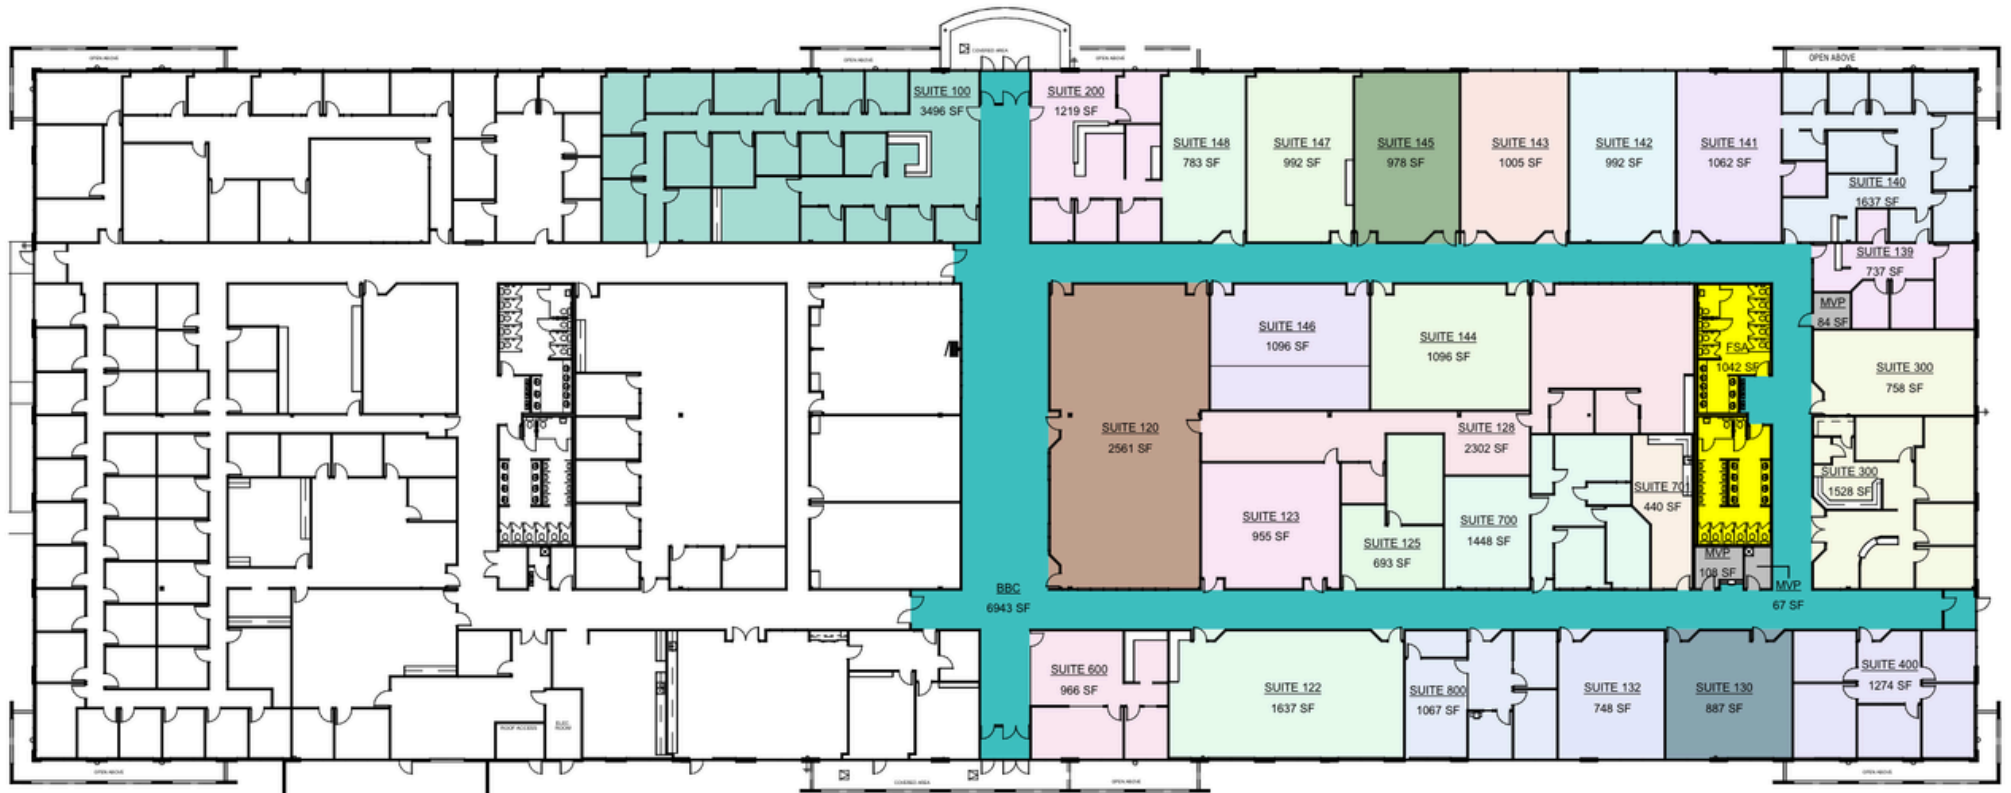 COVERED AREA
OPEN ABOVE
OPEN ABOVE
OPEN ABOVE
OPEN ABOVE
SUITE 100
3496 SF
SUITE 200
1219 SF
SUITE 148
783 SF
SUITE 147
992 SF
SUITE 145
978 SF
SUITE 143
1005 SF
SUITE 142
992 SF
SUITE 141
1062 SF
SUITE 140
1637 SF
SUITE 139
737 SF
MVP
84 SF
SUITE 146
1096 SF
SUITE 144
1096 SF
FSA
1042 SF
SUITE 300
758 SF
SUITE 120
2561 SF
SUITE 128
2302 SF
SUITE 300
1528 SF
SUITE 701
440 SF
SUITE 123
955 SF
SUITE 700
1448 SF
SUITE 125
693 SF
MVP
108 SF
BBC
6943 SF
MVP
67 SF
SUITE 600
966 SF
SUITE 122
1637 SF
SUITE 800
1067 SF
SUITE 132
748 SF
SUITE 130
887 SF
SUITE 400
1274 SF
ROOF ACCESS
ELEC.
ROOM
OPEN ABOVE
COVERED AREA
OPEN ABOVE
OPEN ABOVE